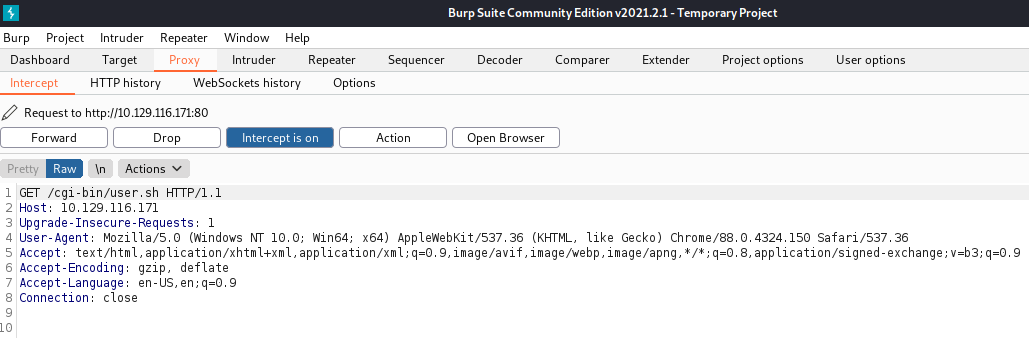 Burp Suite Community Edition v2021.2.1 - Temporary Project
Burp Project Intruder Repeater Window Help
Dashboard Target Proxy Intruder Repeater Sequencer Decoder Comparer Extender Project options User options
Intercept HTTP history WebSockets history Options
Request to http://10.129.116.171:80
Forward Drop Intercept is on Action Open Browser
Pretty Raw \n Actions
1 GET /cgi-bin/user.sh HTTP/1.1
2 Host: 10.129.116.171
3 Upgrade-Insecure-Requests: 1
4 User-Agent: Mozilla/5.0 (Windows NT 10.0; Win64; x64) AppleWebKit/537.36 (KHTML, like Gecko) Chrome/88.0.4324.150 Safari/537.36
5 Accept: text/html,application/xhtml+xml,application/xml;q=0.9,image/avif,image/webp,image/apng,*/*;q=0.8,application/signed-exchange;v=b3;q=0.9
6 Accept-Encoding: gzip, deflate
7 Accept-Language: en-US,en;q=0.9
8 Connection: close
9
10